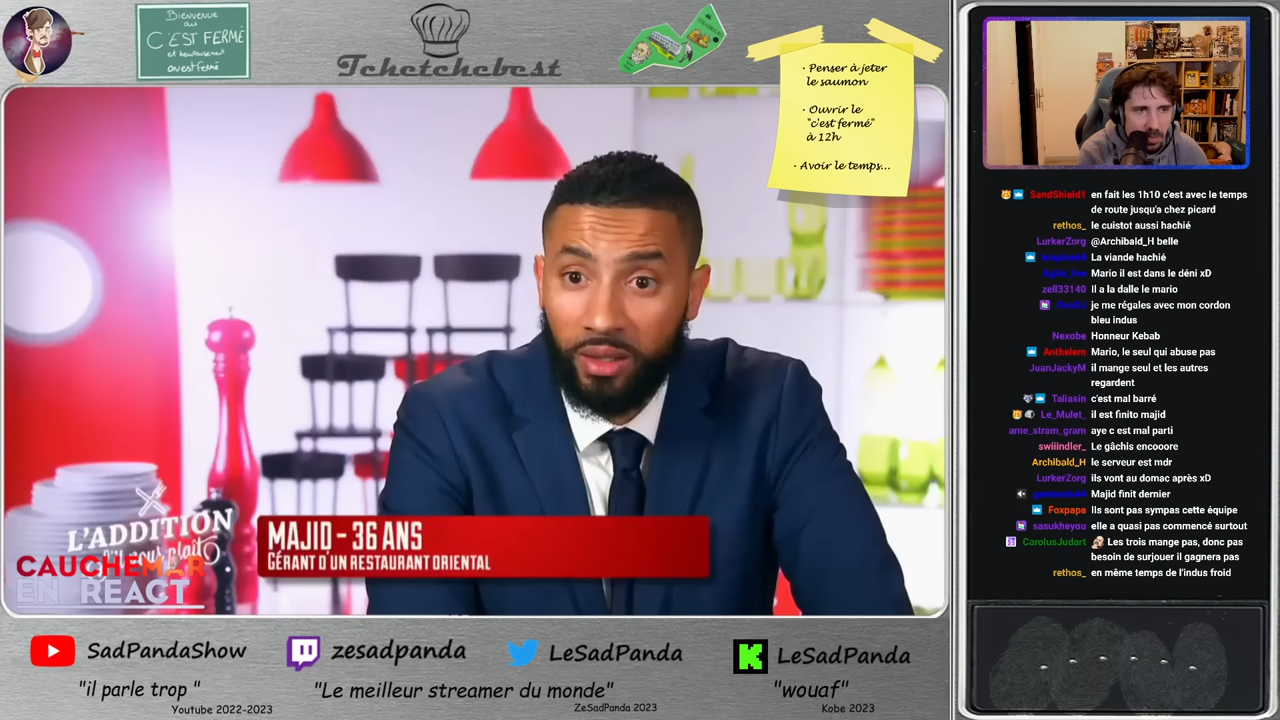 Bienvenue
au
C'EST FERMÉ
et heureusement
on est fermé
Tchetchebest
· Penser à jeter
le saumon
· Ouvrir le
"c'est fermé"
à 12h
· Avoir le temps...
L'ADDITION
s'il vous plaît
CAUCHEMAR
EN REACT
MAJID - 36 ANS
GÉRANT D'UN RESTAURANT ORIENTAL
SadPandaShow
"il parle trop "
Youtube 2022-2023
zesadpanda
"Le meilleur streamer du monde"
ZeSadPanda 2023
LeSadPanda
LeSadPanda
"wouaf"
Kobe 2023
SandShield1 en fait les 1h10 c'est avec le temps
de route jusqu'a chez picard
rethos_ le cuistot aussi hachié
LurkerZorg @Archibald_H belle
La viande hachié
Mario il est dans le déni xD
zell33140 Il a la dalle le mario
je me régales avec mon cordon
bleu indus
Nexobe Honneur Kebab
Anthelem Mario, le seul qui abuse pas
JuanJackyM il mange seul et les autres
regardent
Taliasin c'est mal barré
Le_Mulet_ il est finito majid
ame_stram_gram aye c est mal parti
swiiindler_ Le gâchis encooore
Archibald_H le serveur est mdr
LurkerZorg ils vont au domac après xD
Majid finit dernier
Foxpapa Ils sont pas sympas cette équipe
sasukheyou elle a quasi pas commencé surtout
CarolusJudart Les trois mange pas, donc pas
besoin de surjouer il gagnera pas
rethos_ en même temps de l'indus froid